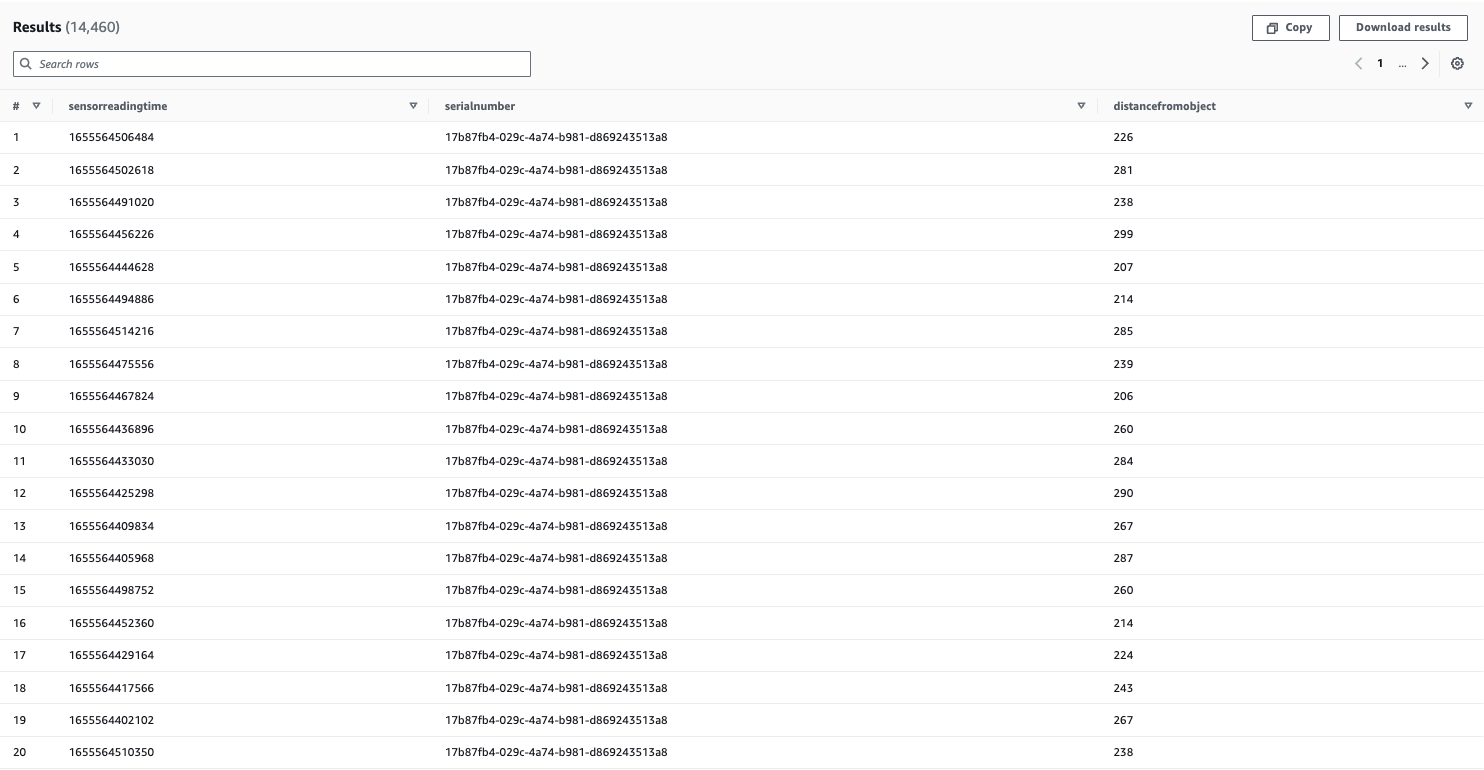 Results (14,460)
Copy
Download results
Search rows
1 ...
# sensorreadingtime serialnumber distancefromobject
1 1655564506484 17b87fb4-029c-4a74-b981-d869243513a8 226
2 1655564502618 17b87fb4-029c-4a74-b981-d869243513a8 281
3 1655564491020 17b87fb4-029c-4a74-b981-d869243513a8 238
4 1655564456226 17b87fb4-029c-4a74-b981-d869243513a8 299
5 1655564444628 17b87fb4-029c-4a74-b981-d869243513a8 207
6 1655564494886 17b87fb4-029c-4a74-b981-d869243513a8 214
7 1655564514216 17b87fb4-029c-4a74-b981-d869243513a8 285
8 1655564475556 17b87fb4-029c-4a74-b981-d869243513a8 239
9 1655564467824 17b87fb4-029c-4a74-b981-d869243513a8 206
10 1655564436896 17b87fb4-029c-4a74-b981-d869243513a8 260
11 1655564433030 17b87fb4-029c-4a74-b981-d869243513a8 284
12 1655564425298 17b87fb4-029c-4a74-b981-d869243513a8 290
13 1655564409834 17b87fb4-029c-4a74-b981-d869243513a8 267
14 1655564405968 17b87fb4-029c-4a74-b981-d869243513a8 287
15 1655564498752 17b87fb4-029c-4a74-b981-d869243513a8 260
16 1655564452360 17b87fb4-029c-4a74-b981-d869243513a8 214
17 1655564429164 17b87fb4-029c-4a74-b981-d869243513a8 224
18 1655564417566 17b87fb4-029c-4a74-b981-d869243513a8 243
19 1655564402102 17b87fb4-029c-4a74-b981-d869243513a8 267
20 1655564510350 17b87fb4-029c-4a74-b981-d869243513a8 238